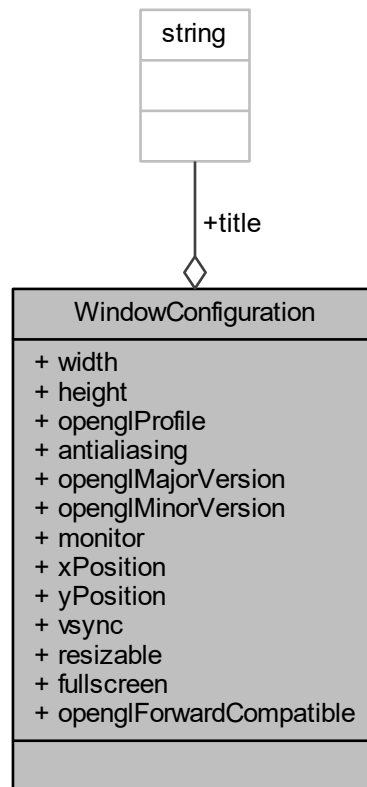 string
+title
WindowConfiguration
+ width
+ height
+ openglProfile
+ antialiasing
+ openglMajorVersion
+ openglMinorVersion
+ monitor
+ xPosition
+ yPosition
+ vsync
+ resizable
+ fullscreen
+ openglForwardCompatible